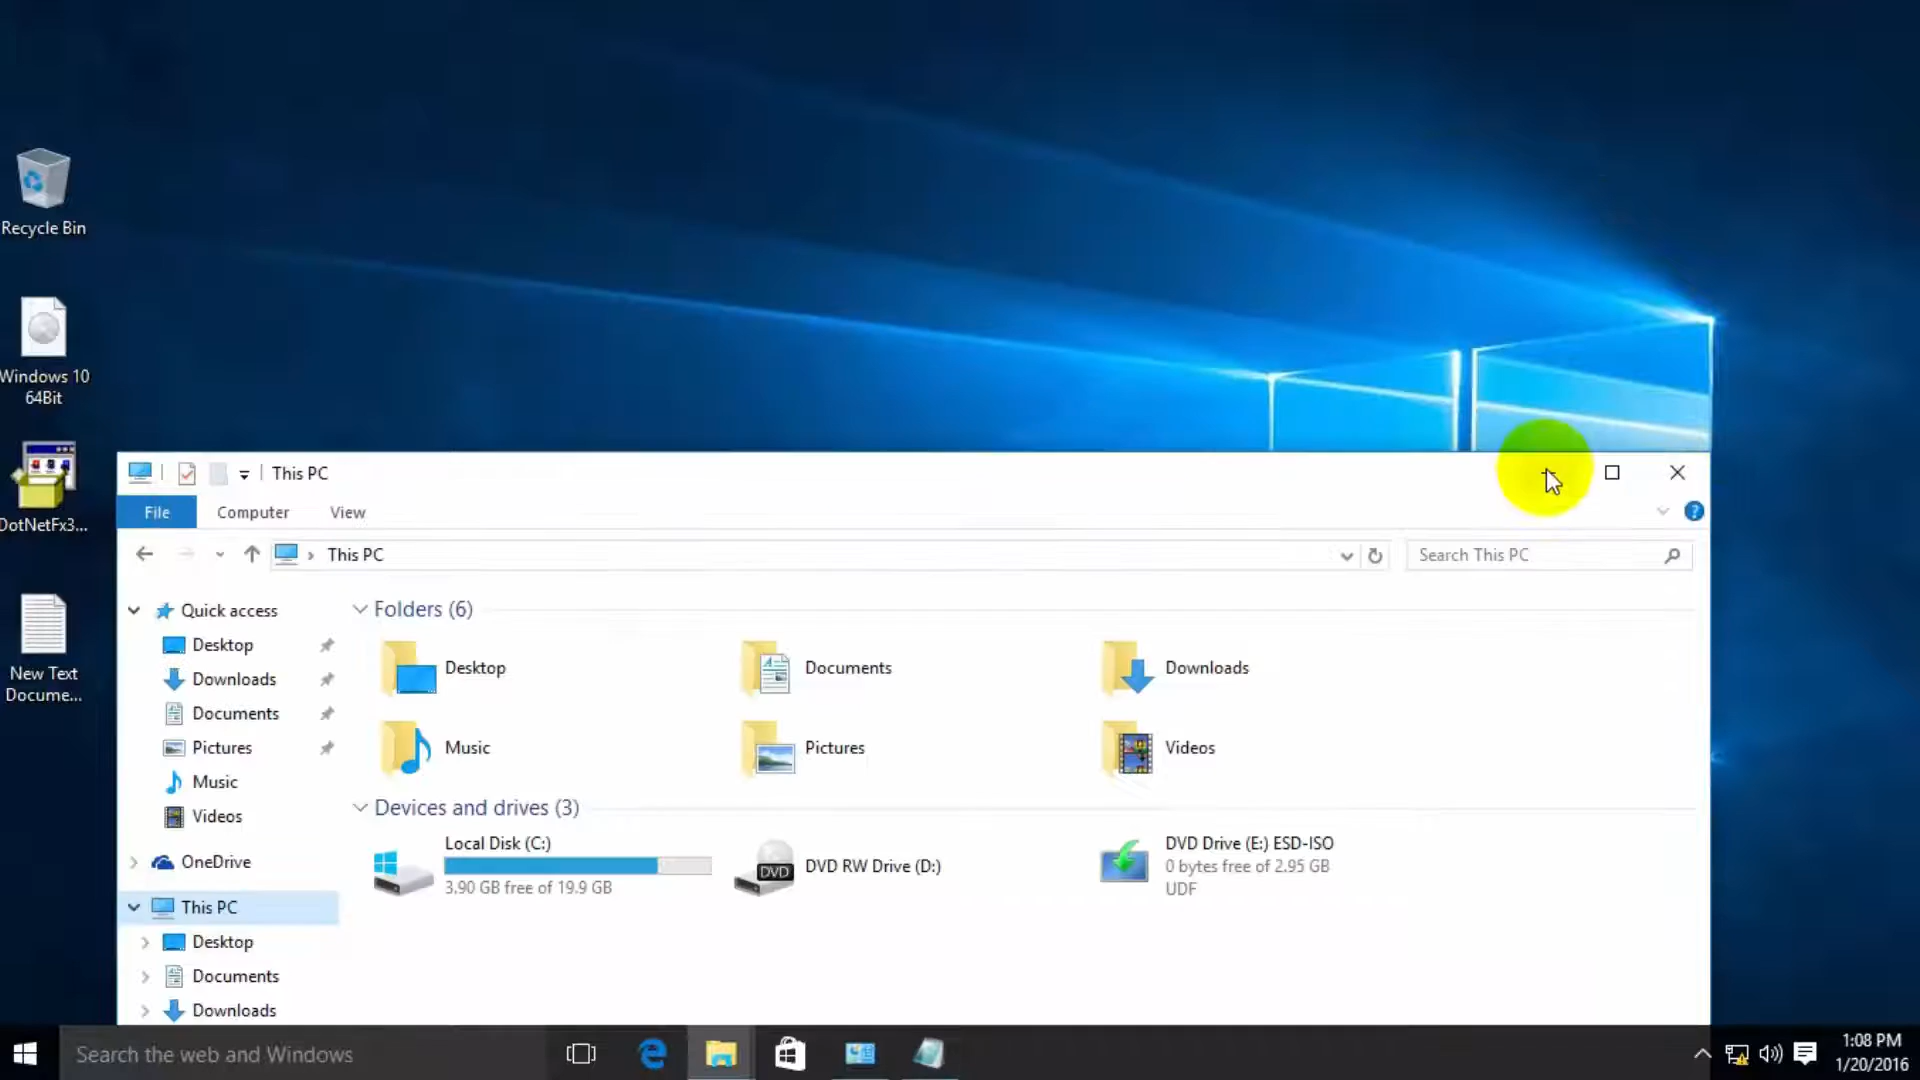 Recycle Bin
Windows 10
64Bit
DotNetFx3...
New Text
Docume...
This PC
File
Computer
View
This PC
Search This PC
Quick access
Desktop
Downloads
Documents
Pictures
Music
Videos
OneDrive
This PC
Desktop
Documents
Downloads
Folders (6)
Desktop
Documents
Downloads
Music
Pictures
Videos
Devices and drives (3)
Local Disk (C:)
3.90 GB free of 19.9 GB
DVD
DVD RW Drive (D:)
DVD Drive (E:) ESD-ISO
0 bytes free of 2.95 GB
UDF
Search the web and Windows
1:08 PM
1/20/2016